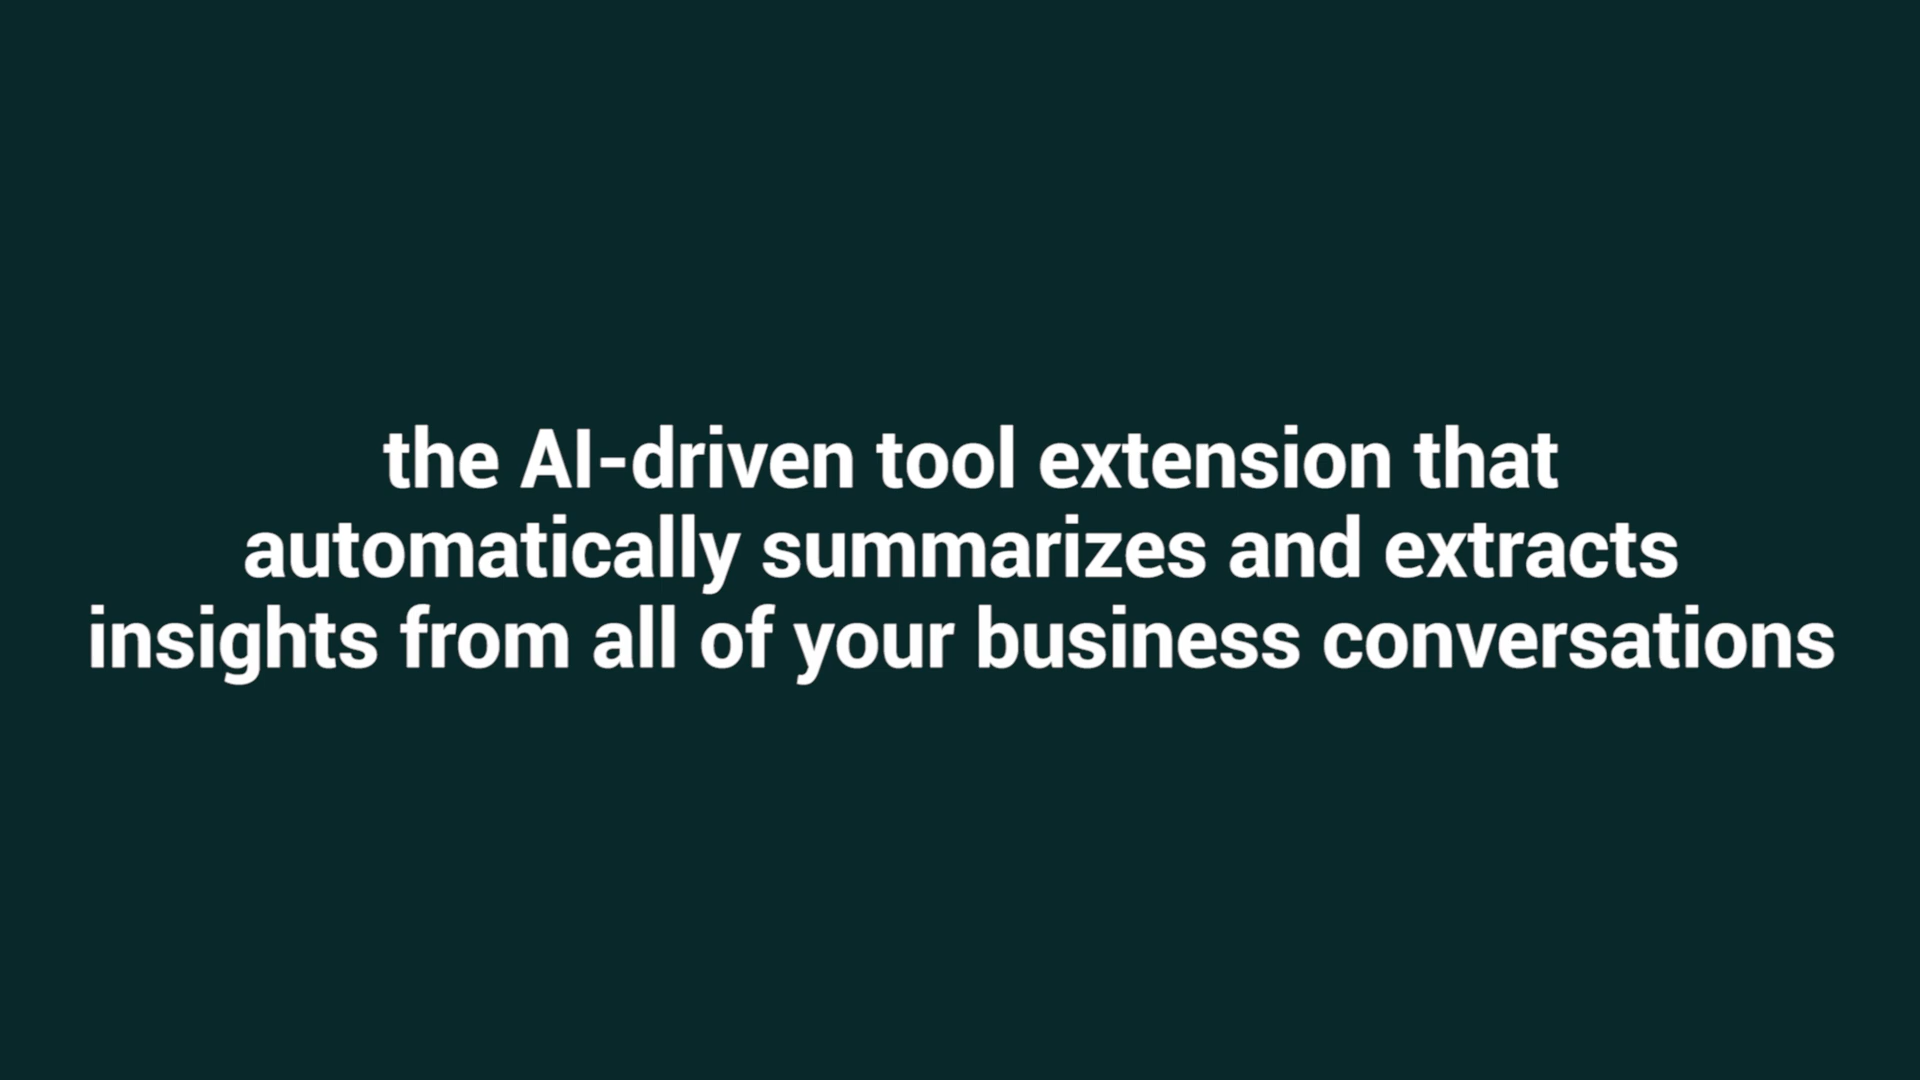 the AI-driven tool extension that
automatically summarizes and extracts
insights from all of your business conversations